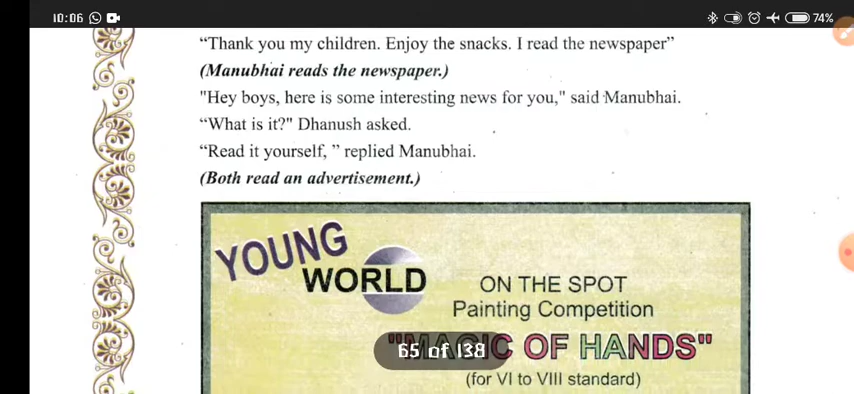 10:06
74%
“Thank you my children. Enjoy the snacks. I read the newspaper”
(Manubhai reads the newspaper.)
"Hey boys, here is some interesting news for you," said Manubhai.
“What is it?" Dhanush asked.
“Read it yourself, ” replied Manubhai.
(Both read an advertisement.)
YOUNG
WORLD
ON THE SPOT
Painting Competition
"MAGIC OF HANDS"
65 of 138
(for VI to VIII standard)